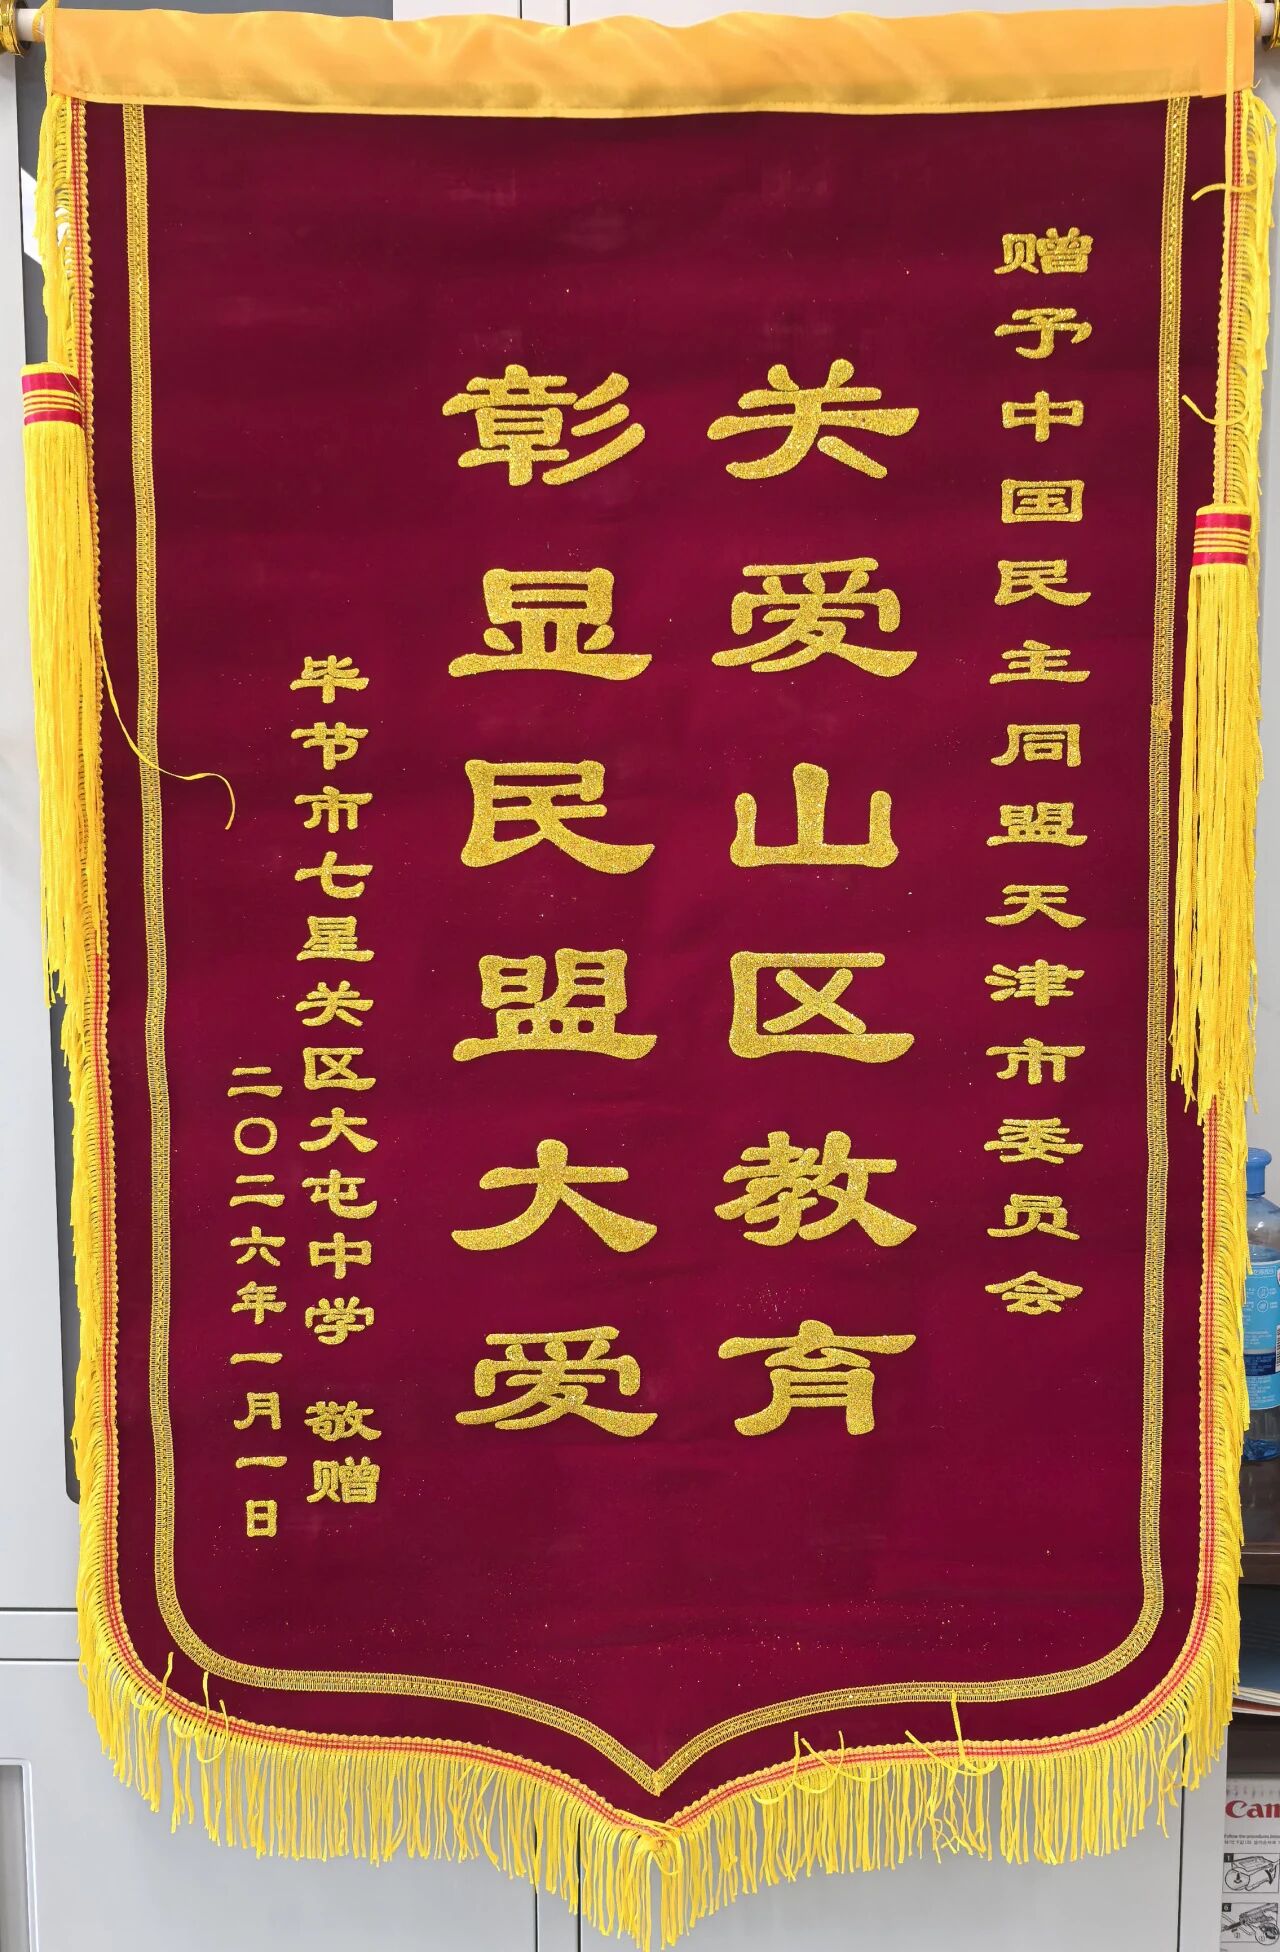 赠予中国民主同盟天津市委员会
关爱山区教育
彰显民盟大爱
毕节市七星关区大屯中学 敬赠
二〇二六年一月一日
Can